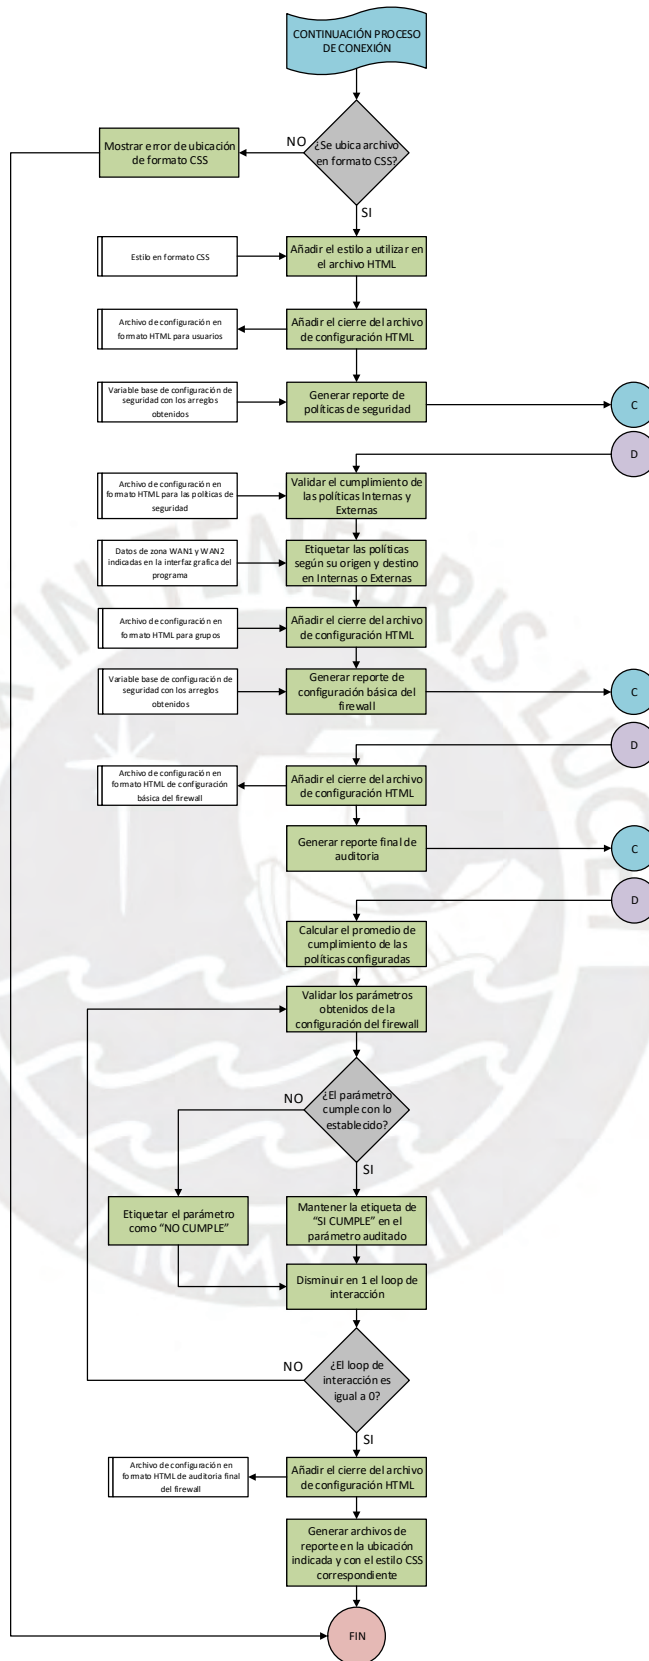 CONTINUACIÓN PROCESO
DE CONEXIÓN
¿Se ubica archivo
en formato CSS?
NO
Mostrar error de ubicación
de formato CSS
SI
Estilo en formato CSS
Añadir el estilo a utilizar en
el archivo HTML
Archivo de configuración en
formato HTML para usuarios
Añadir el cierre del archivo
de configuración HTML
Variable base de configuración de
seguridad con los arreglos
obtenidos
Generar reporte de
políticas de seguridad
C
D
Archivo de configuración en
formato HTML para las políticas de
seguridad
Validar el cumplimiento de
las políticas Internas y
Externas
Datos de zona WAN1 y WAN2
indicadas en la interfaz grafica del
programa
Etiquetar las políticas
según su origen y destino
en Internas o Externas
Archivo de configuración en
formato HTML para grupos
Añadir el cierre del archivo
de configuración HTML
Variable base de configuración de
seguridad con los arreglos
obtenidos
Generar reporte de
configuración básica del
firewall
C
D
Archivo de configuración en
formato HTML de configuración
básica del firewall
Añadir el cierre del archivo
de configuración HTML
Generar reporte final de
auditoria
C
D
Calcular el promedio de
cumplimiento de las
políticas configuradas
Validar los parámetros
obtenidos de la
configuración del firewall
NO
¿El parámetro
cumple con lo
establecido?
SI
Etiquetar el parámetro
como “NO CUMPLE”
Mantener la etiqueta de
“SI CUMPLE” en el
parámetro auditado
Disminuir en 1 el loop de
interacción
NO
¿El loop de
interacción es
igual a 0?
SI
Archivo de configuración en
formato HTML de auditoria final
del firewall
Añadir el cierre del archivo
de configuración HTML
Generar archivos de
reporte en la ubicación
indicada y con el estilo CSS
correspondiente
FIN